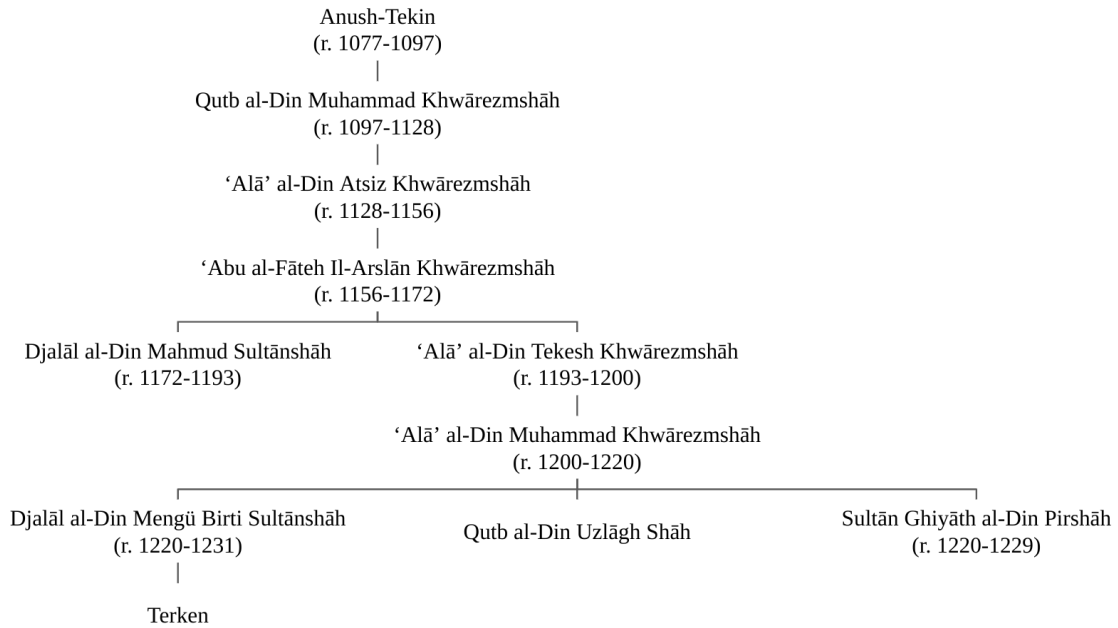 Anush-Tekin
(r. 1077-1097)
Qutb al-Din Muhammad Khwārezmshāh
(r. 1097-1128)
‘Alā’ al-Din Atsiz Khwārezmshāh
(r. 1128-1156)
‘Abu al-Fāteh Il-Arslān Khwārezmshāh
(r. 1156-1172)
Djalāl al-Din Mahmud Sultānshāh
(r. 1172-1193)
‘Alā’ al-Din Tekesh Khwārezmshāh
(r. 1193-1200)
‘Alā’ al-Din Muhammad Khwārezmshāh
(r. 1200-1220)
Djalāl al-Din Mengü Birti Sultānshāh
(r. 1220-1231)
Qutb al-Din Uzlāgh Shāh
Sultān Ghiyāth al-Din Pirshāh
(r. 1220-1229)
Terken